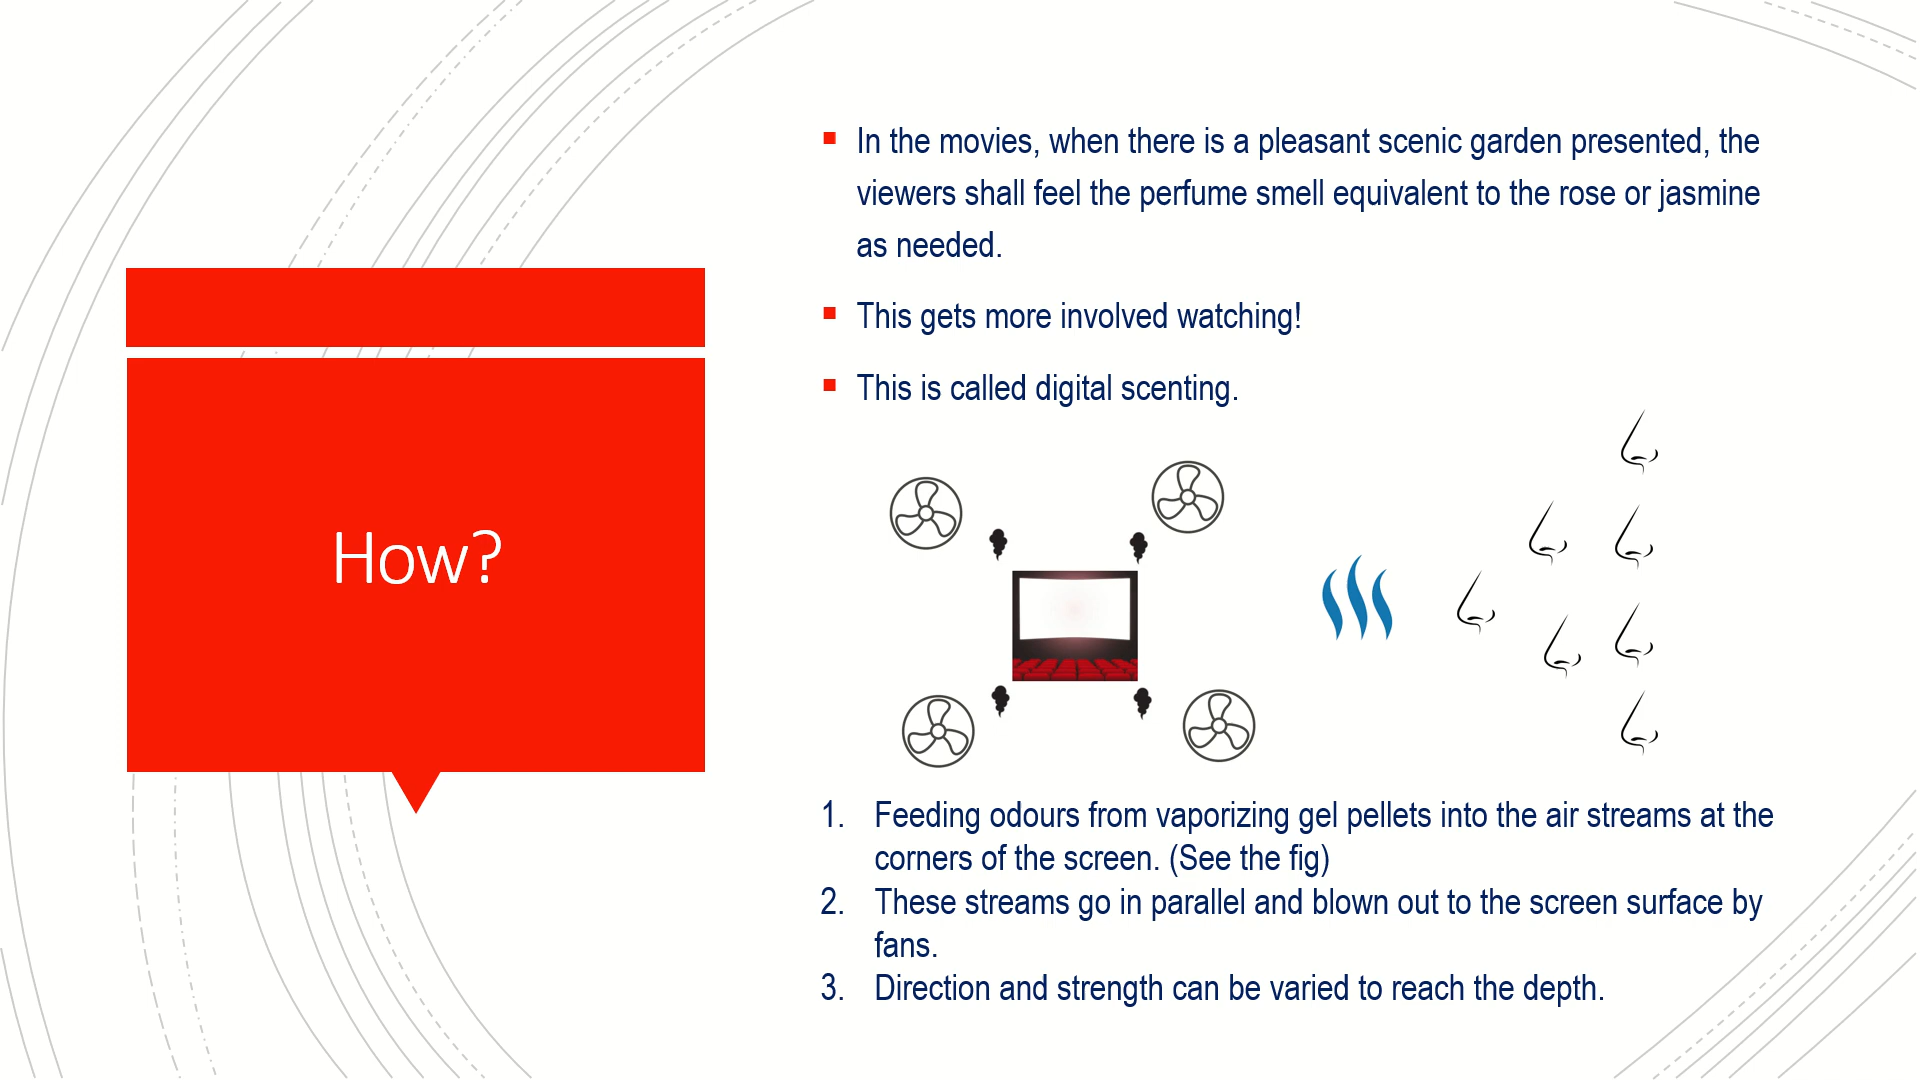 How?
In the movies, when there is a pleasant scenic garden presented, the
viewers shall feel the perfume smell equivalent to the rose or jasmine
as needed.
This gets more involved watching!
This is called digital scenting.
1. Feeding odours from vaporizing gel pellets into the air streams at the
corners of the screen. (See the fig)
2. These streams go in parallel and blown out to the screen surface by
fans.
3. Direction and strength can be varied to reach the depth.